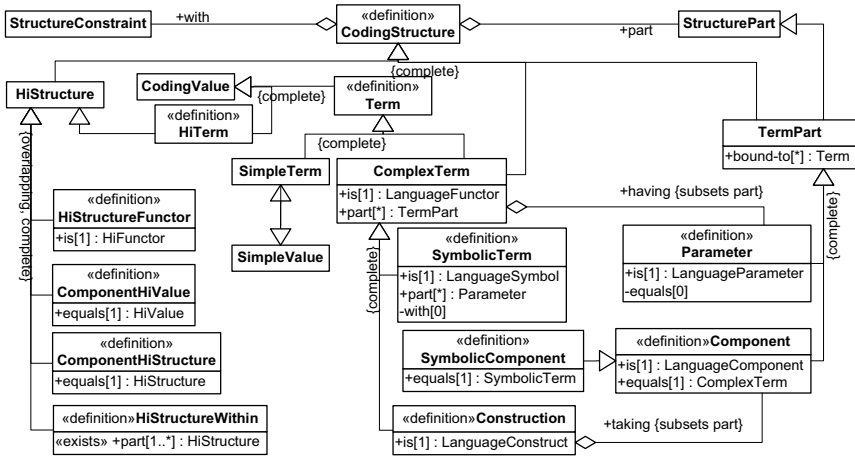 StructureConstraint
+with
«definition»
CodingStructure
+part
StructurePart
{complete}
HiStructure
CodingValue
{complete}
«definition»
Term
«definition»
HiTerm
{complete}
«definition»
TermPart
+bound-to[*] : Term
SimpleTerm
SimpleValue
ComplexTerm
+is[1] : LanguageFunctor
+part[*] : TermPart
+having {subsets part}
{overlapping, complete}
{complete}
{complete}
«definition»
HiStructureFunctor
+is[1] : HiFunctor
«definition»
SymbolicTerm
+is[1] : LanguageSymbol
+part[*] : Parameter
-with[0]
«definition»
Parameter
+is[1] : LanguageParameter
-equals[0]
«definition»
ComponentHiValue
+equals[1] : HiValue
«definition»
ComponentHiStructure
+equals[1] : HiStructure
«definition»
SymbolicComponent
+equals[1] : SymbolicTerm
«definition»Component
+is[1] : LanguageComponent
+equals[1] : ComplexTerm
«definition»HiStructureWithin
«exists» +part[1..*] : HiStructure
«definition»Construction
+is[1] : LanguageConstruct
+taking {subsets part}